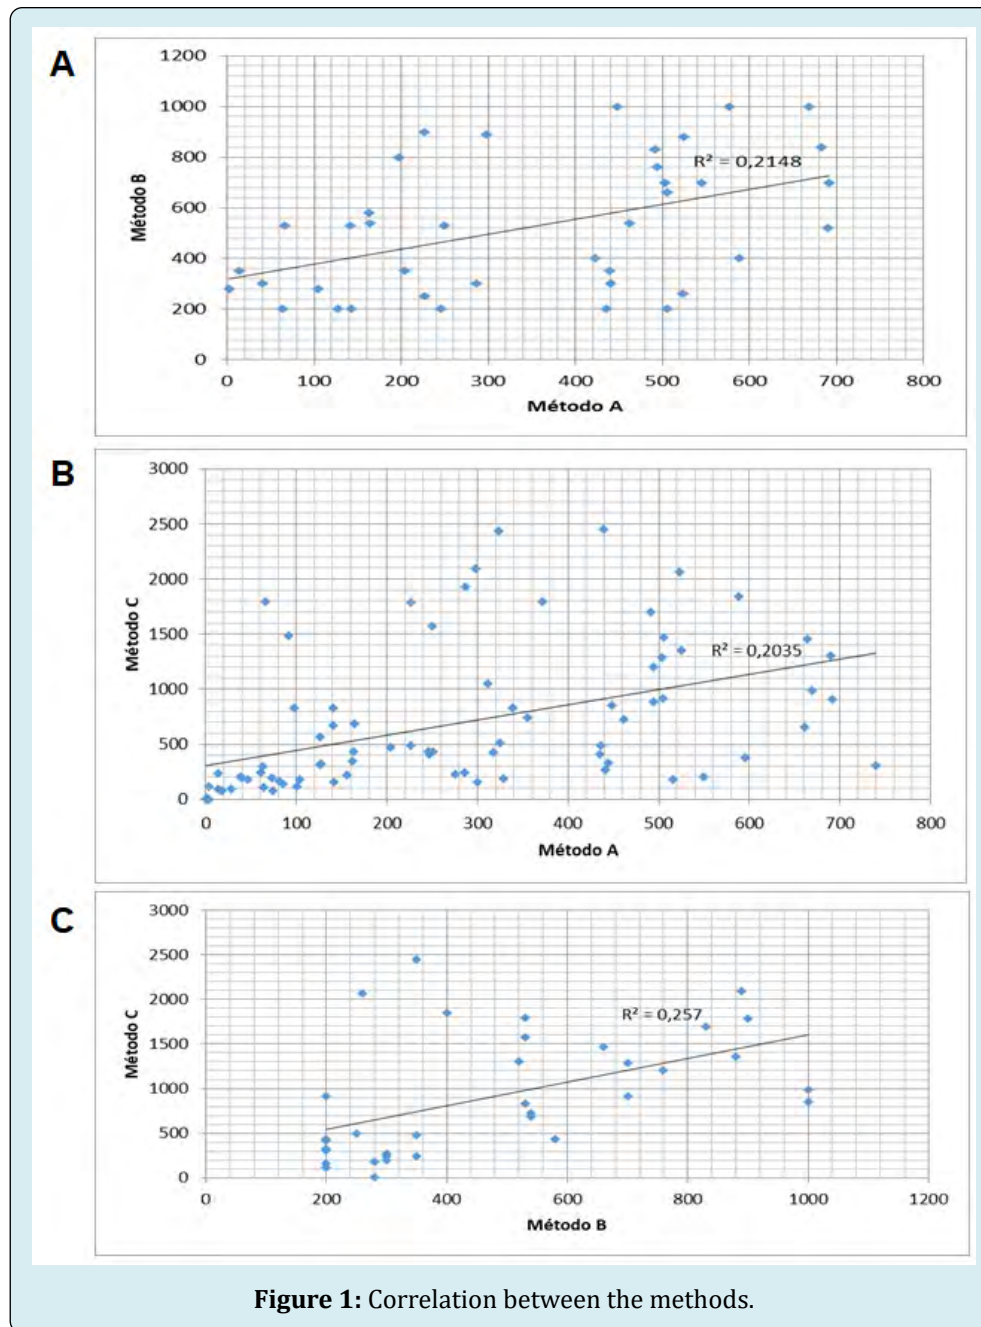 A
1200
1000
800
600
400
200
0
Método B
R² = 0,2148
0 100 200 300 400 500 600 700 800
Método A
B
3000
2500
2000
1500
1000
500
0
Método C
R² = 0,2035
0 100 200 300 400 500 600 700 800
Método A
C
3000
2500
2000
1500
1000
500
0
Método C
R² = 0,257
0 200 400 600 800 1000 1200
Método B
Figure 1: Correlation between the methods.